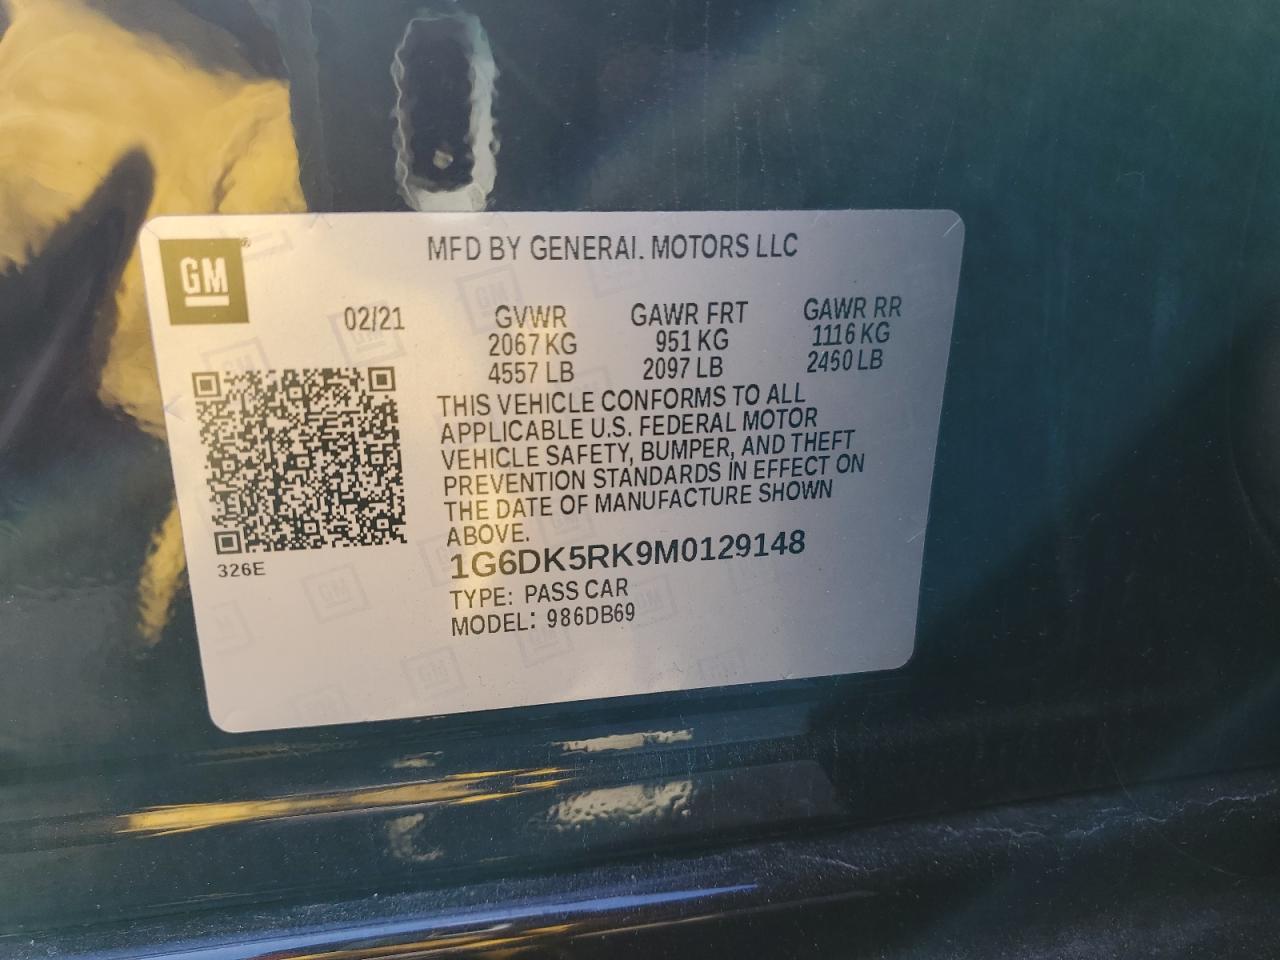 MFD BY GENERAL MOTORS LLC
GM
02/21
GVWR
2067 KG
4557 LB
GAWR FRT
951 KG
2097 LB
GAWR RR
1116 KG
2460 LB
THIS VEHICLE CONFORMS TO ALL
APPLICABLE U.S. FEDERAL MOTOR
VEHICLE SAFETY, BUMPER, AND THEFT
PREVENTION STANDARDS IN EFFECT ON
THE DATE OF MANUFACTURE SHOWN
ABOVE.
326E
1G6DK5RK9M0129148
TYPE: PASS CAR
MODEL: 986DB69